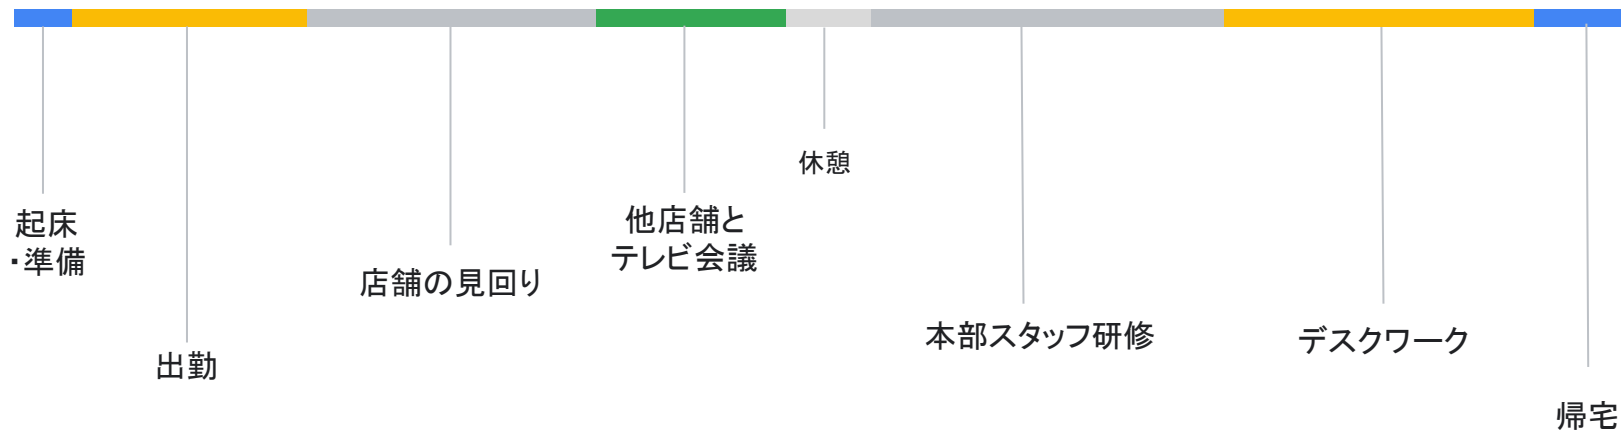 起床
・準備
出勤
店舗の見回り
他店舗と
テレビ会議
休憩
本部スタッフ研修
デスクワーク
帰宅